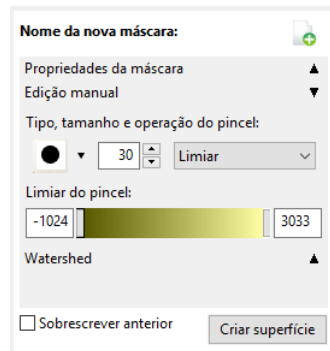 Nome da nova máscara:
Propriedades da máscara
Edição manual
Tipo, tamanho e operação do pincel:
30 Limiar
Limiar do pincel:
-1024 3033
Watershed
Sobrescrever anterior Criar superfície